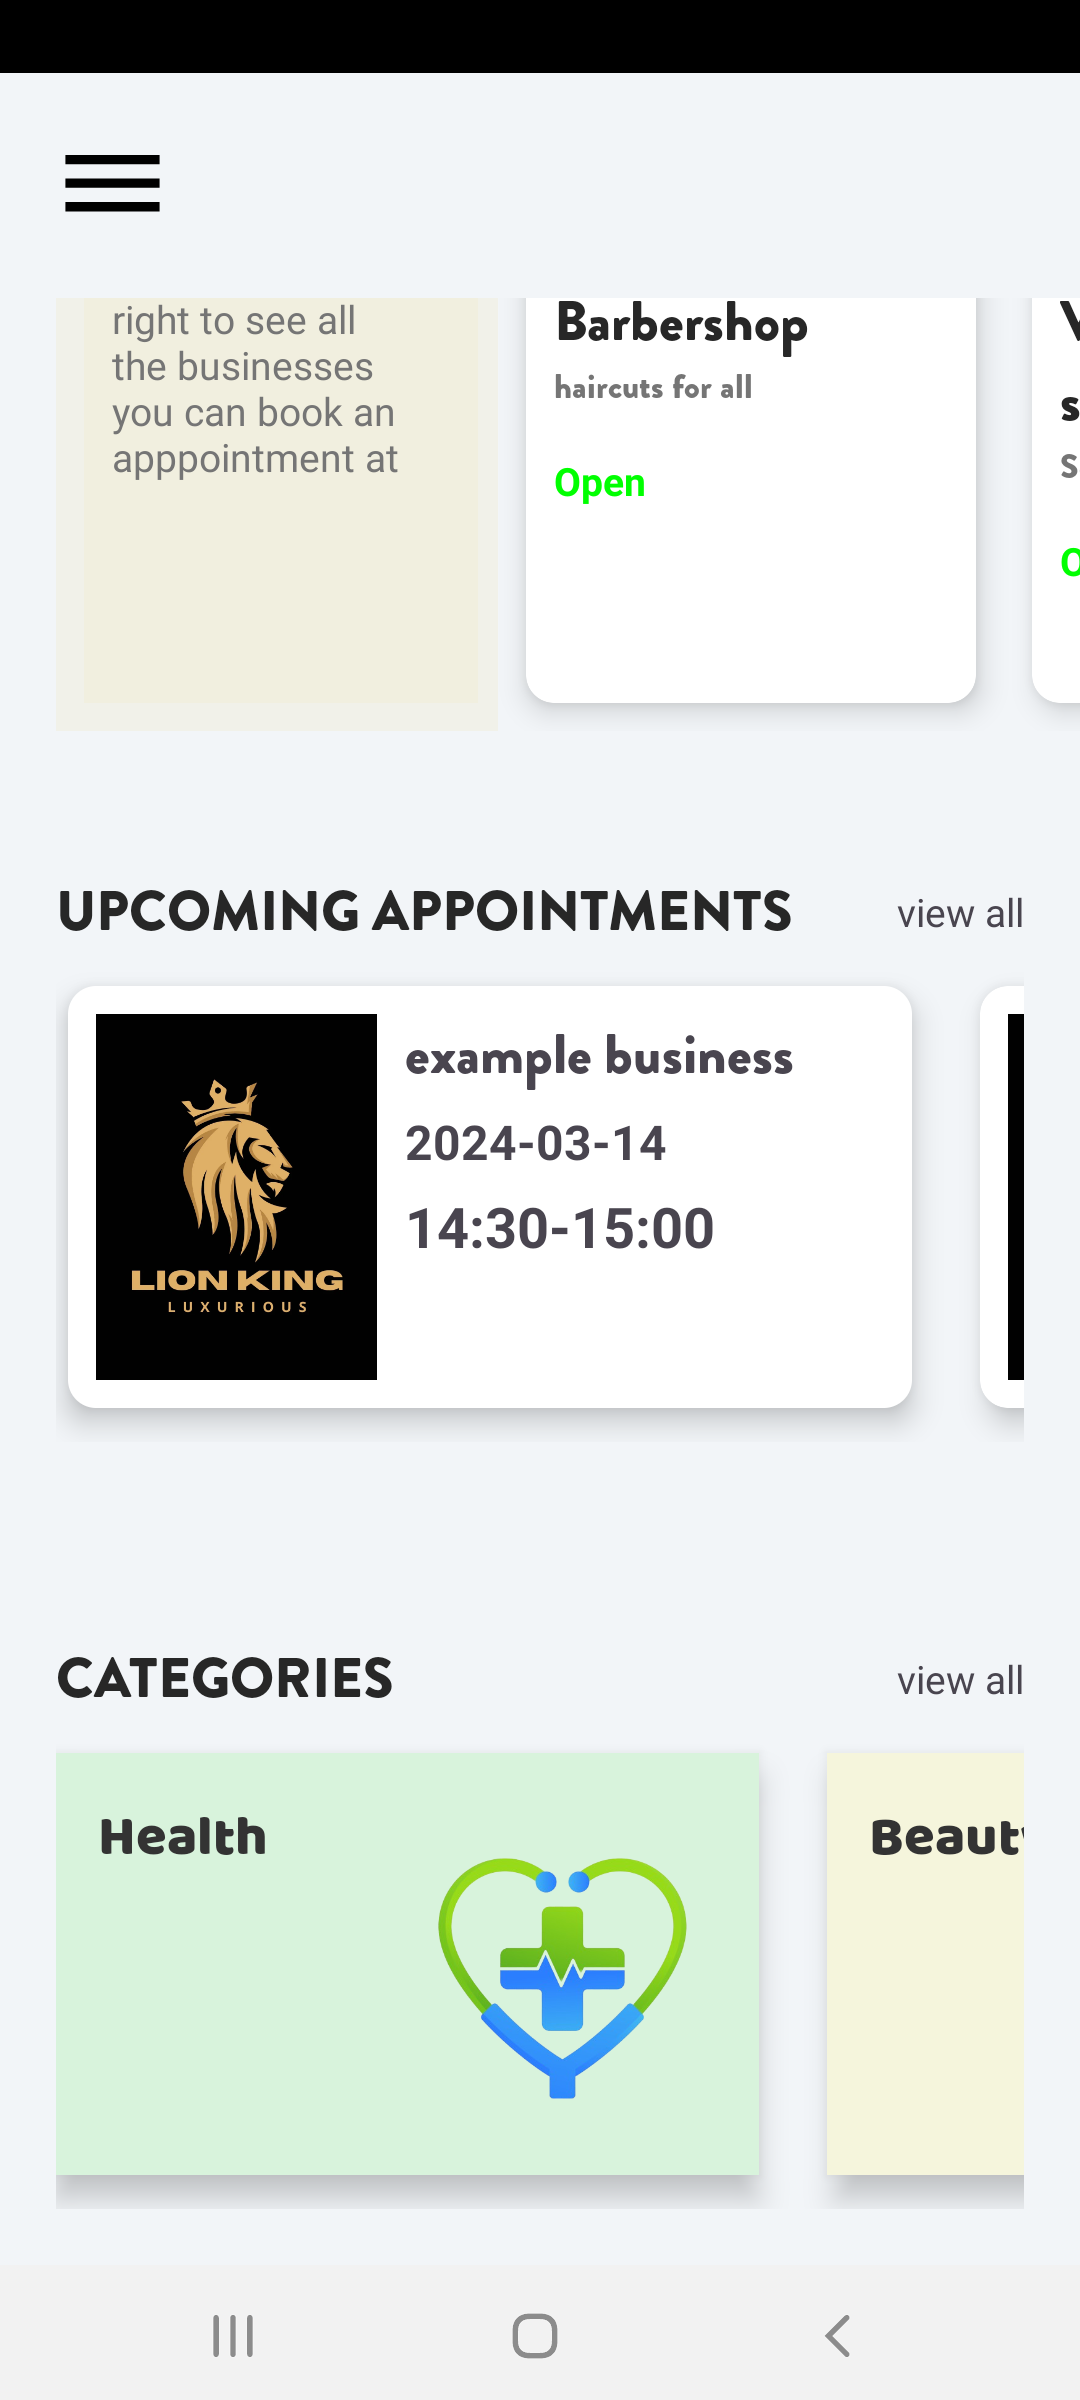 right to see all
the businesses
you can book an
apppointment at
Barbershop
haircuts for all
Open
UPCOMING APPOINTMENTS
view all
example business
2024-03-14
14:30-15:00
LION KING
LUXURIOUS
CATEGORIES
view all
Health
Beauty